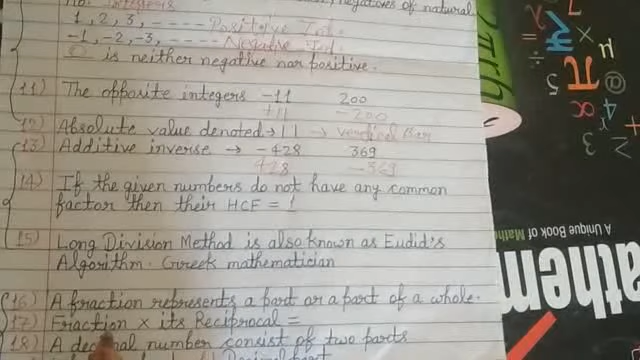 Integers negatives of natural
1, 2, 3, ----- Positive Int.
-1, -2, -3, ----- Negative Int.
0 is neither negative nor positive.
11) The opposite integers -11 200
+11 -200
12) Absolute value denoted → | | → vertical Bar
13) Additive inverse → -428 369
428 -369
14) If the given numbers do not have any common
factor then their HCF = 1
15) Long Division Method is also known as Euclid's
Algorithm. Greek mathematician
16) A fraction represents a part or a part of a whole.
17) Fraction × its Reciprocal =
18) A decimal number consist of two parts
Decimal part
A Unique Book of Mathe
athem